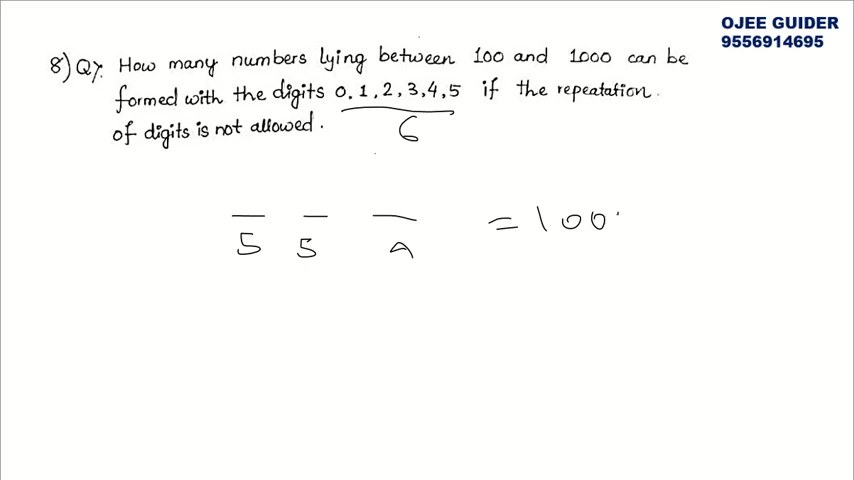 OJEE GUIDER
9556914695
8) Q7. How many numbers lying between 100 and 1000 can be
formed with the digits 0.1,2,3,4,5 if the repeatation.
of digits is not allowed.
6
= 100
5 5 4